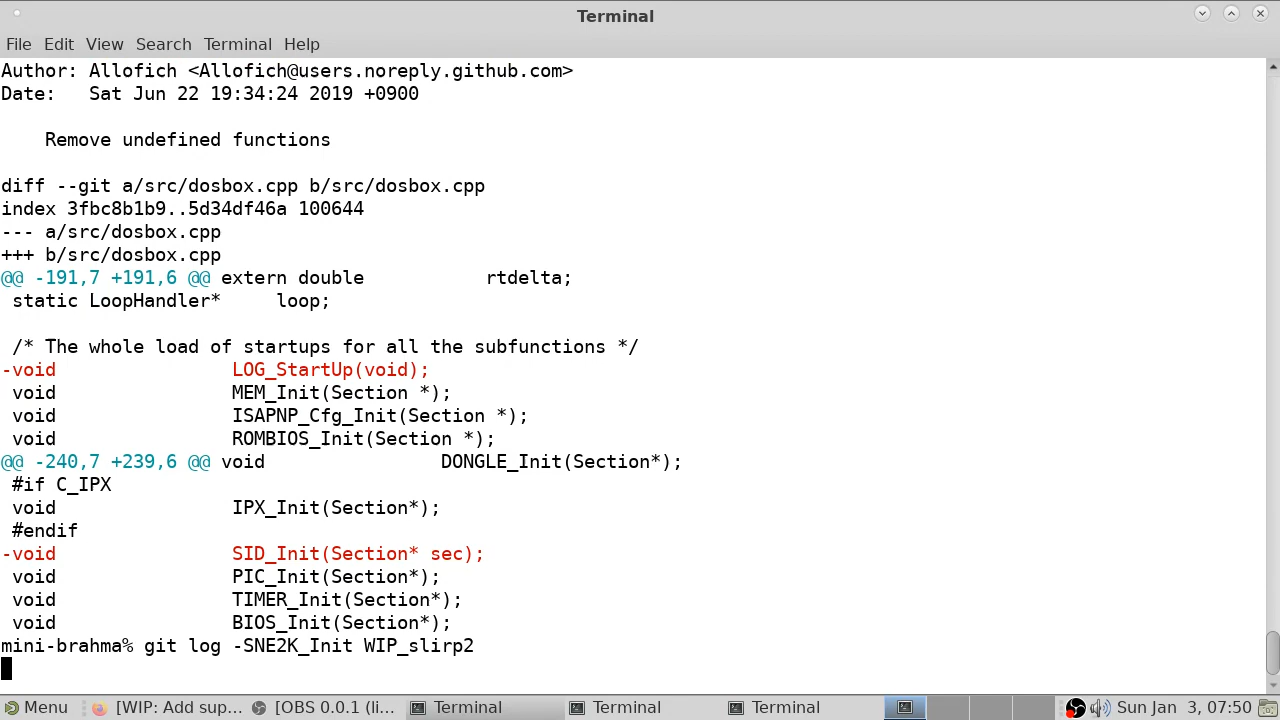 Terminal
File Edit View Search Terminal Help
Author: Allofich <Allofich@users.noreply.github.com>
Date:   Sat Jun 22 19:34:24 2019 +0900
    Remove undefined functions
diff --git a/src/dosbox.cpp b/src/dosbox.cpp
index 3fbc8b1b9..5d34df46a 100644
--- a/src/dosbox.cpp
+++ b/src/dosbox.cpp
@@ -191,7 +191,6 @@ extern double           rtdelta;
 static LoopHandler*     loop;
 /* The whole load of startups for all the subfunctions */
-void                LOG_StartUp(void);
 void                MEM_Init(Section *);
 void                ISAPNP_Cfg_Init(Section *);
 void                ROMBIOS_Init(Section *);
@@ -240,7 +239,6 @@ void                DONGLE_Init(Section*);
 #if C_IPX
 void                IPX_Init(Section*);
 #endif
-void                SID_Init(Section* sec);
 void                PIC_Init(Section*);
 void                TIMER_Init(Section*);
 void                BIOS_Init(Section*);
mini-brahma% git log -SNE2K_Init WIP_slirp2
Menu [WIP: Add sup... [OBS 0.0.1 (li... Terminal Terminal Terminal Sun Jan  3, 07:50